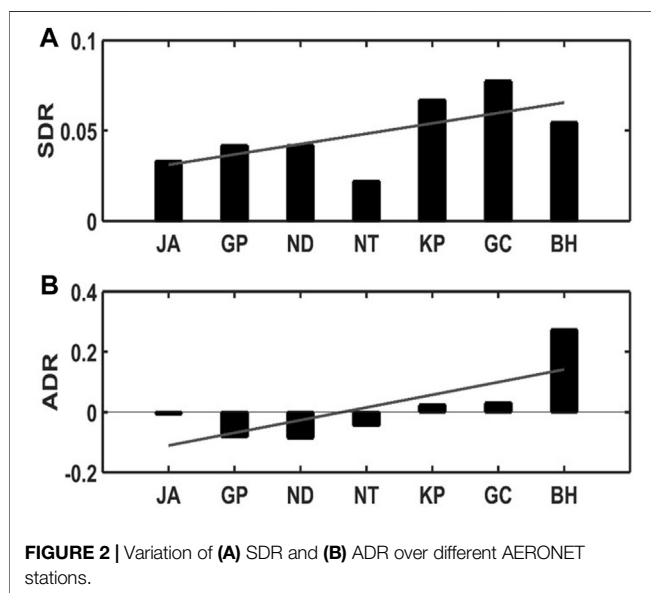 A
0.1
0.05
0
SDR
JA GP ND NT KP GC BH
B
0.4
0.2
0
-0.2
ADR
JA GP ND NT KP GC BH
FIGURE 2 | Variation of (A) SDR and (B) ADR over different AERONET
stations.